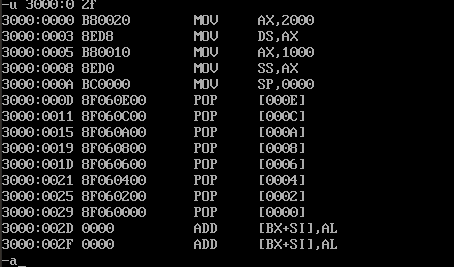 -u 3000:0 2f
3000:0000 B80020 MOV AX,2000
3000:0003 8ED8 MOV DS,AX
3000:0005 B80010 MOV AX,1000
3000:0008 8ED0 MOV SS,AX
3000:000A BC0000 MOV SP,0000
3000:000D 8F060E00 POP [000E]
3000:0011 8F060C00 POP [000C]
3000:0015 8F060A00 POP [000A]
3000:0019 8F060800 POP [0008]
3000:001D 8F060600 POP [0006]
3000:0021 8F060400 POP [0004]
3000:0025 8F060200 POP [0002]
3000:0029 8F060000 POP [0000]
3000:002D 0000 ADD [BX+SI],AL
3000:002F 0000 ADD [BX+SI],AL
-a_